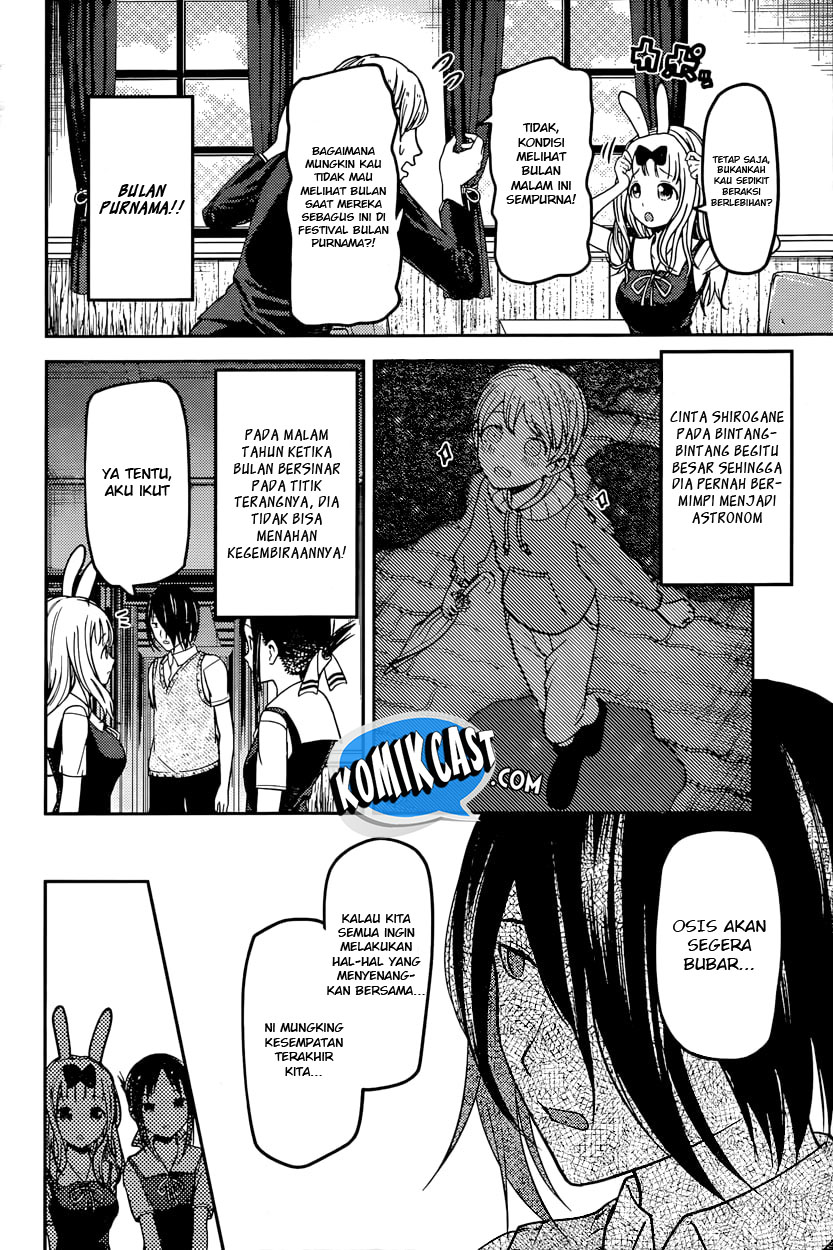 カポッ
TETAP SAJA,
BUKANKAH
KAU SEDIKIT
BERAKSI
BERLEBIHAN?
TIDAK,
KONDISI
MELIHAT
BULAN
MALAM INI
SEMPURNA!
BAGAIMANA
MUNGKIN KAU
TIDAK MAU
MELIHAT BULAN
SAAT MEREKA
SEBAGUS INI DI
FESTIVAL BULAN
PURNAMA?!
BULAN
PURNAMA!!
CINTA SHIROGANE
PADA BINTANG-
BINTANG BEGITU
BESAR SEHINGGA
DIA PERNAH BER-
MIMPI MENJADI
ASTRONOM
PADA MALAM
TAHUN KETIKA
BULAN BERSINAR
PADA TITIK
TERANGNYA, DIA
TIDAK BISA
MENAHAN
KEGEMBIRAANNYA!
YA TENTU,
AKU IKUT
KOMIKCAST
.COM
OSIS AKAN
SEGERA
BUBAR...
KALAU KITA
SEMUA INGIN
MELAKUKAN
HAL-HAL YANG
MENYENANG-
KAN BERSAMA...
NI MUNGKING
KESEMPATAN
TERAKHIR
KITA...